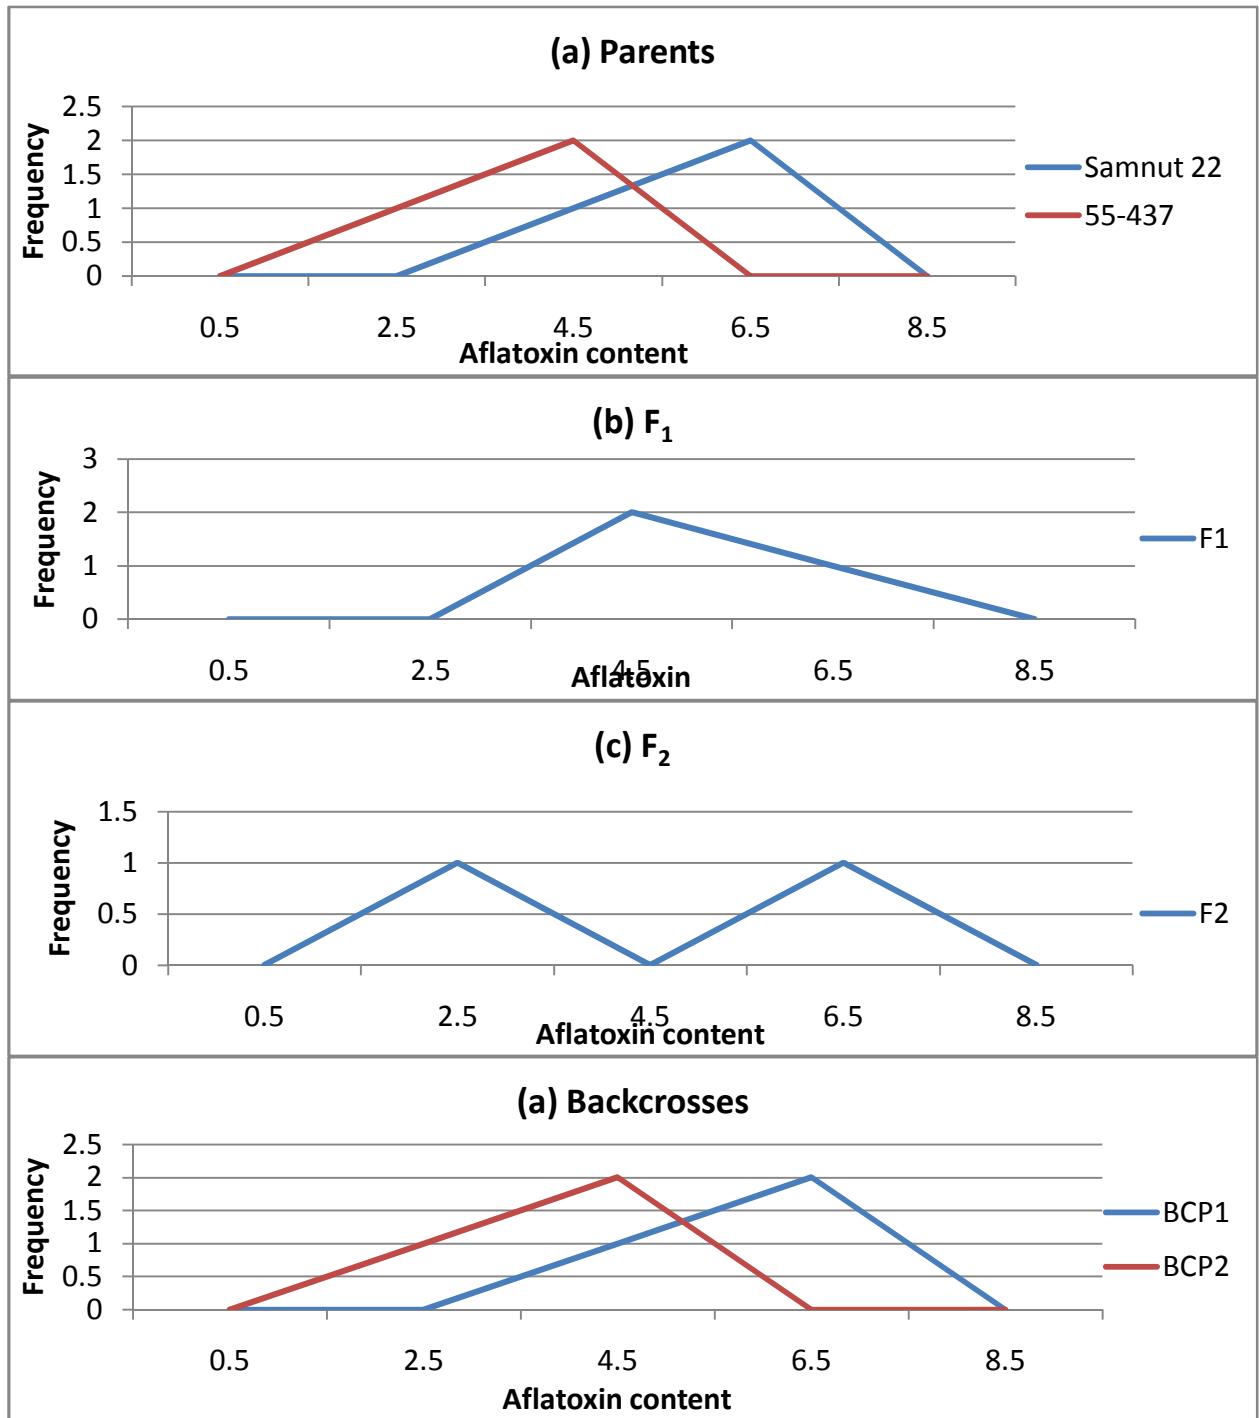 (a) Parents
Frequency
2.5
2
1.5
1
0.5
0
0.5 2.5 4.5 6.5 8.5
Aflatoxin content
Samnut 22
55-437
(b) F₁
Frequency
3
2
1
0
0.5 2.5 4.5 6.5 8.5
Aflatoxin
F1
(c) F₂
Frequency
1.5
1
0.5
0
0.5 2.5 4.5 6.5 8.5
Aflatoxin content
F2
(a) Backcrosses
Frequency
2.5
2
1.5
1
0.5
0
0.5 2.5 4.5 6.5 8.5
Aflatoxin content
BCP1
BCP2